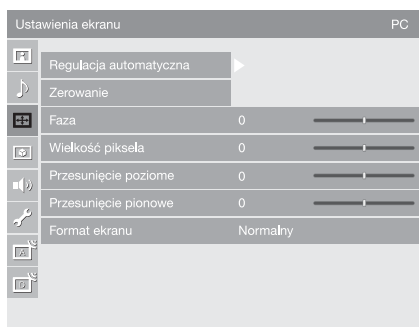 Ustawienia ekranu PC
Regulacja automatyczna
Zerowanie
Faza 0
Wielkość piksela 0
Przesunięcie poziome 0
Przesunięcie pionowe 0
Format ekranu Normalny
A
B